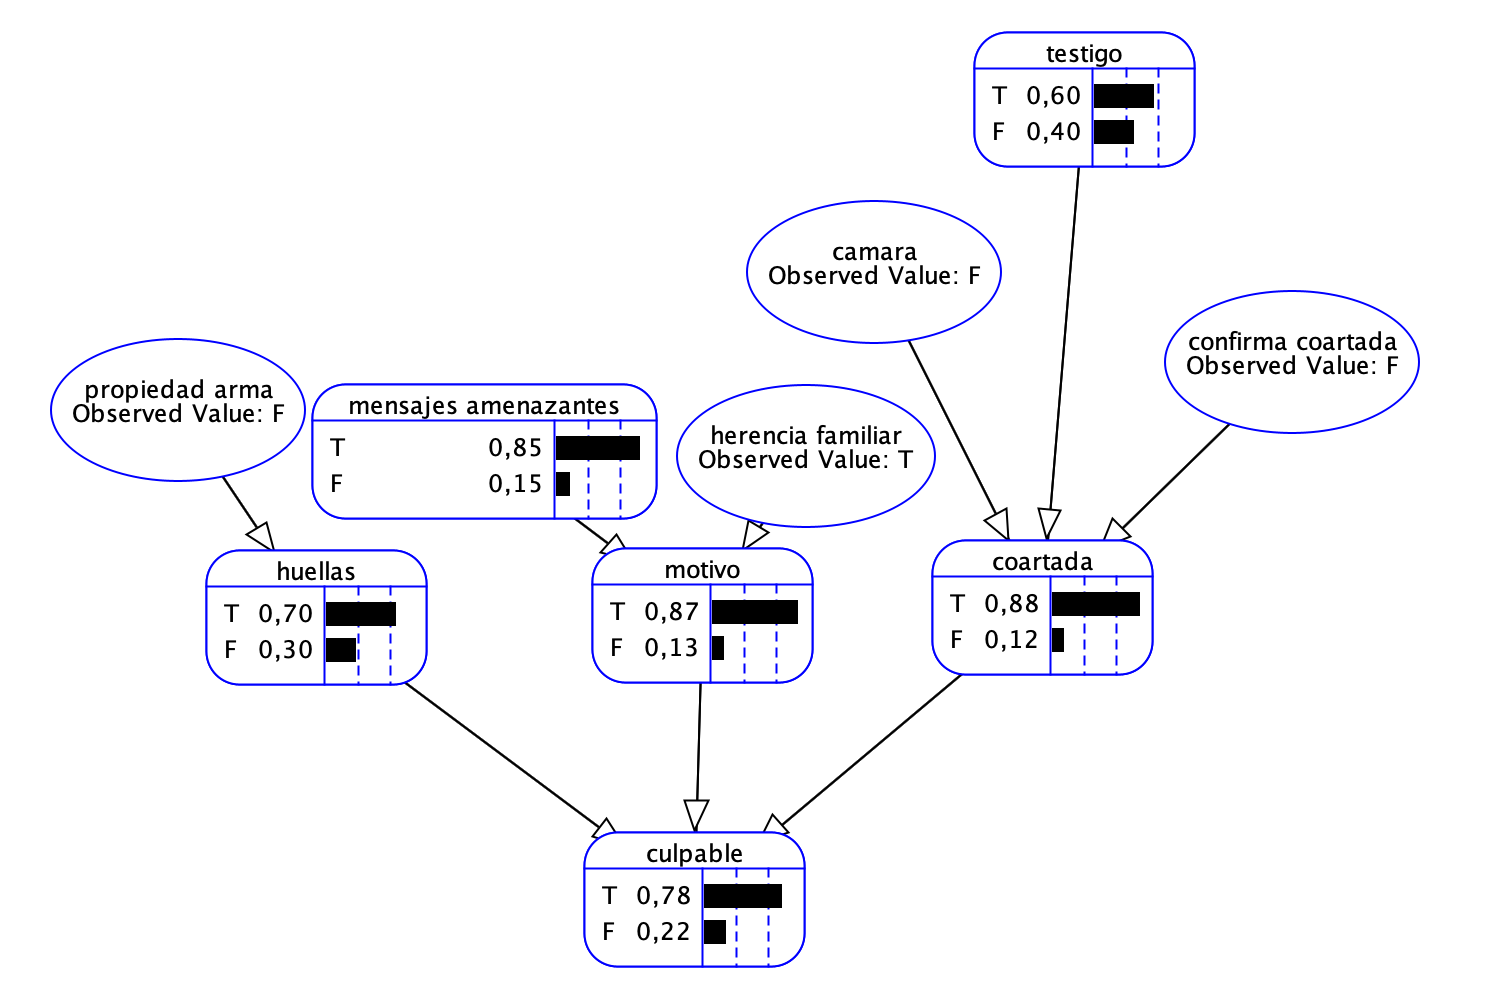 testigo
T 0,60
F 0,40
camara
Observed Value: F
confirma coartada
Observed Value: F
propiedad arma
Observed Value: F
mensajes amenazantes
T 0,85
F 0,15
herencia familiar
Observed Value: T
huellas
T 0,70
F 0,30
motivo
T 0,87
F 0,13
coartada
T 0,88
F 0,12
culpable
T 0,78
F 0,22